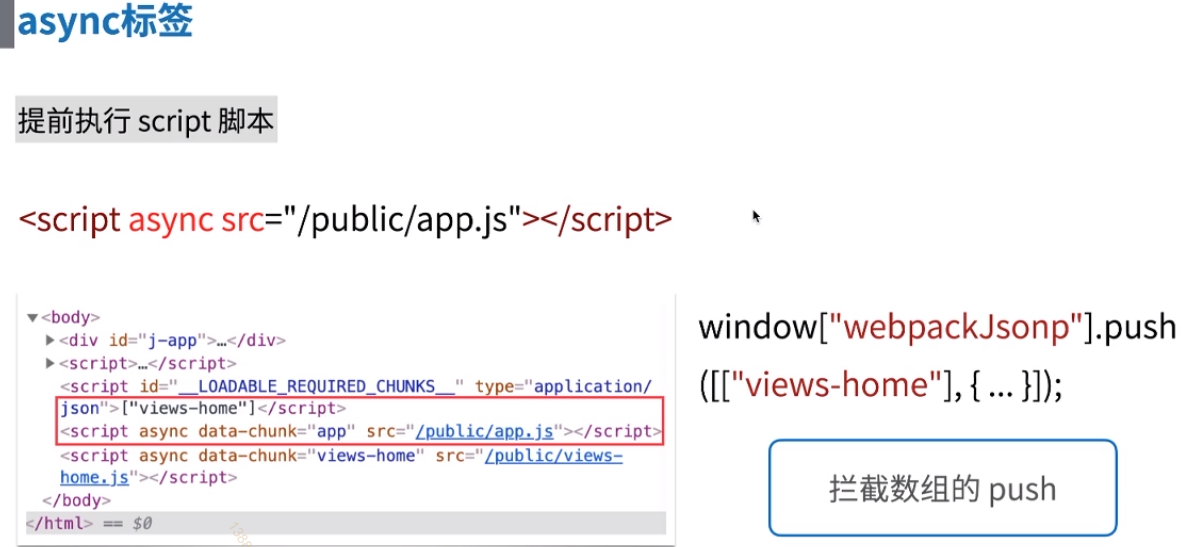 async标签
提前执行 script 脚本
<script async src="/public/app.js"></script>
▼<body>
▶<div id="j-app">…</div>
▶<script>…</script>
<script id="__LOADABLE_REQUIRED_CHUNKS__" type="application/
json">["views-home"]</script>
<script async data-chunk="app" src="/public/app.js"></script>
<script async data-chunk="views-home" src="/public/views-
home.js"></script>
</body>
</html> == $0
window["webpackJsonp"].push
([["views-home"], { ... }]);
拦截数组的 push